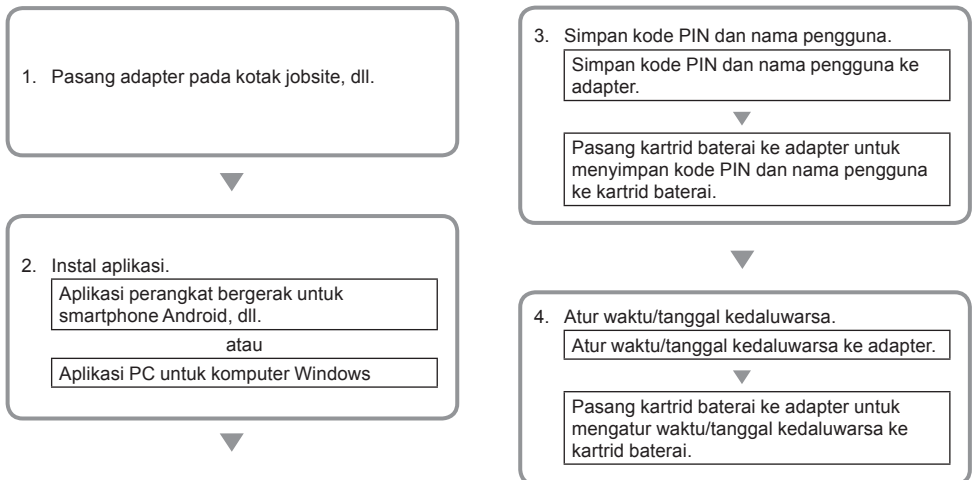 1. Pasang adapter pada kotak jobsite, dll.
2. Instal aplikasi.
Aplikasi perangkat bergerak untuk
smartphone Android, dll.
atau
Aplikasi PC untuk komputer Windows
3. Simpan kode PIN dan nama pengguna.
Simpan kode PIN dan nama pengguna ke
adapter.
Pasang kartrid baterai ke adapter untuk
menyimpan kode PIN dan nama pengguna
ke kartrid baterai.
4. Atur waktu/tanggal kedaluwarsa.
Atur waktu/tanggal kedaluwarsa ke adapter.
Pasang kartrid baterai ke adapter untuk
mengatur waktu/tanggal kedaluwarsa ke
kartrid baterai.